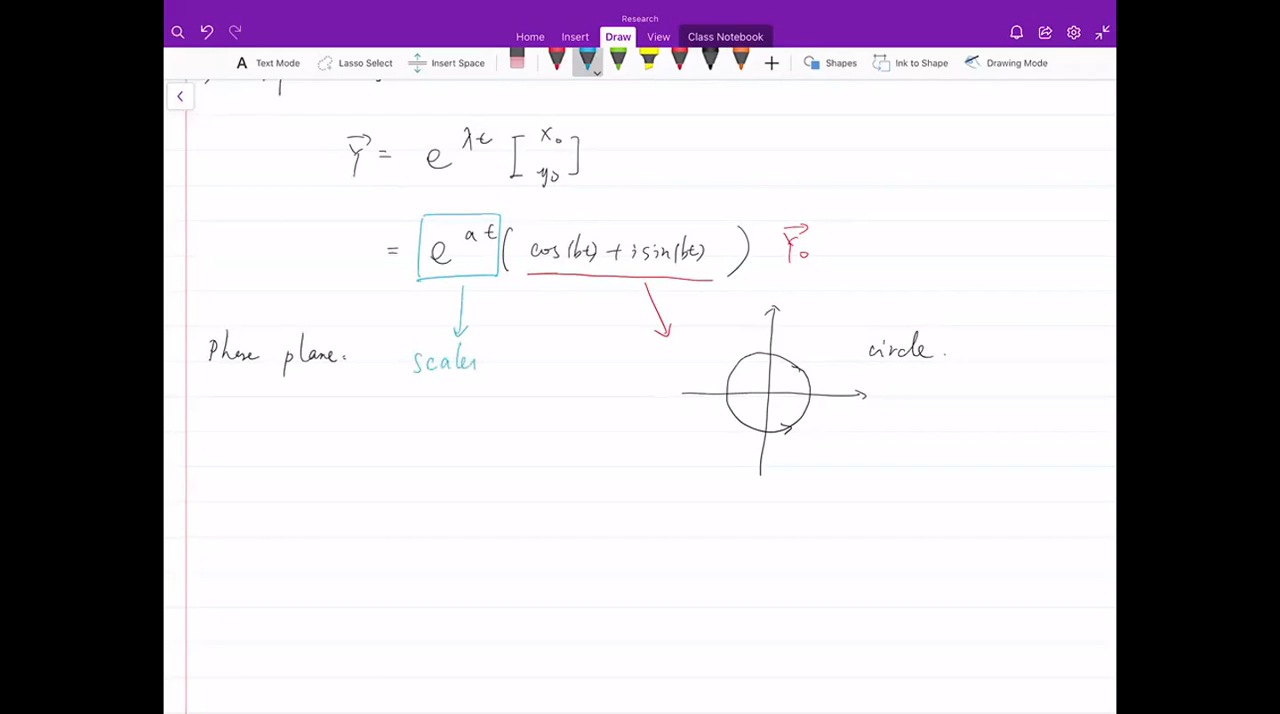 Research
Home Insert Draw View Class Notebook
Text Mode Lasso Select Insert Space Shapes Ink to Shape Drawing Mode
Y⃗ = e^{λt} [x₀ y₀]
= e^{at} ( cos(bt) + i sin(bt) ) Y⃗₀
Phase plane. scaler circle.